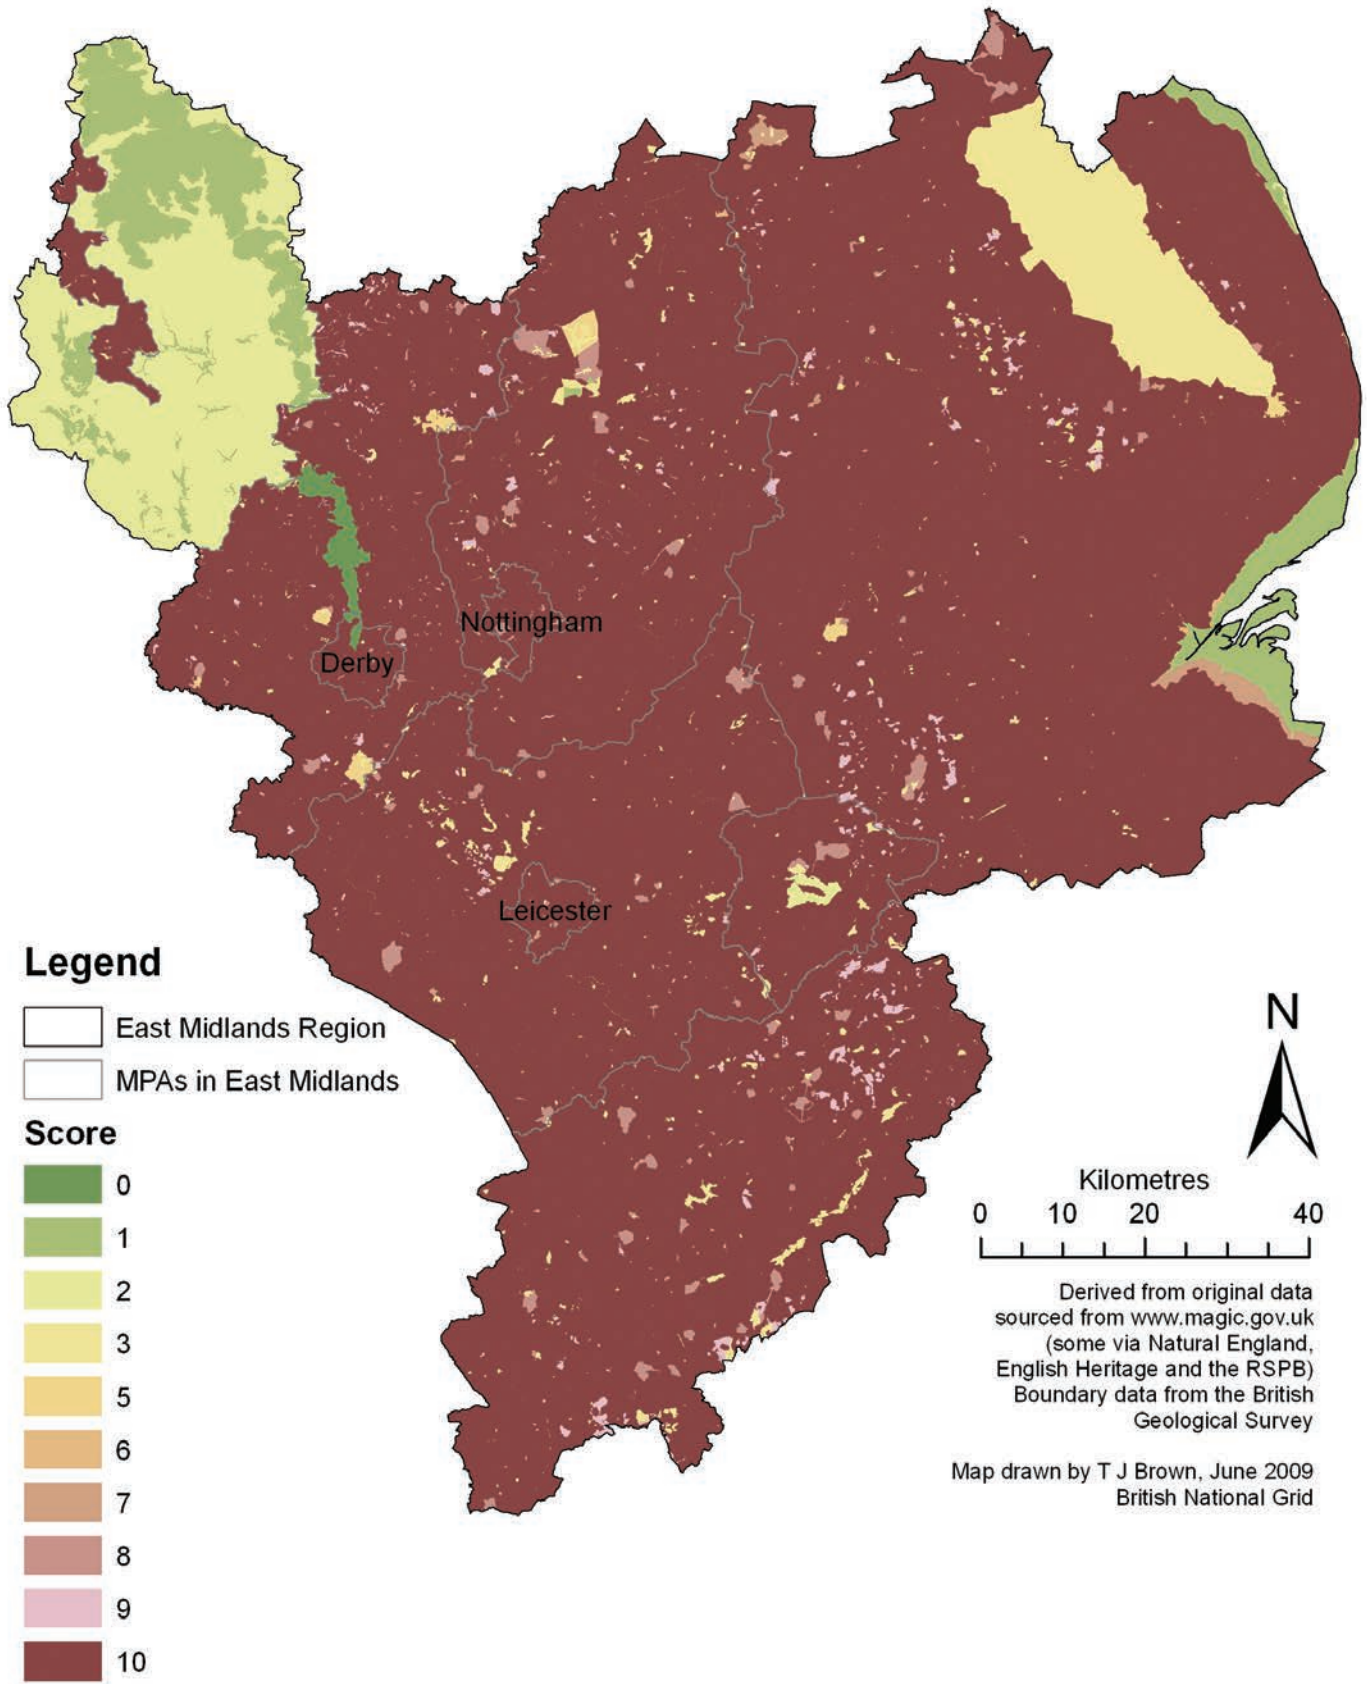 Nottingham
Derby
Leicester
Legend
East Midlands Region
MPAs in East Midlands
Score
0
1
2
3
5
6
7
8
9
10
N
Kilometres
0 10 20 40
Derived from original data
sourced from www.magic.gov.uk
(some via Natural England,
English Heritage and the RSPB)
Boundary data from the British
Geological Survey
Map drawn by T J Brown, June 2009
British National Grid